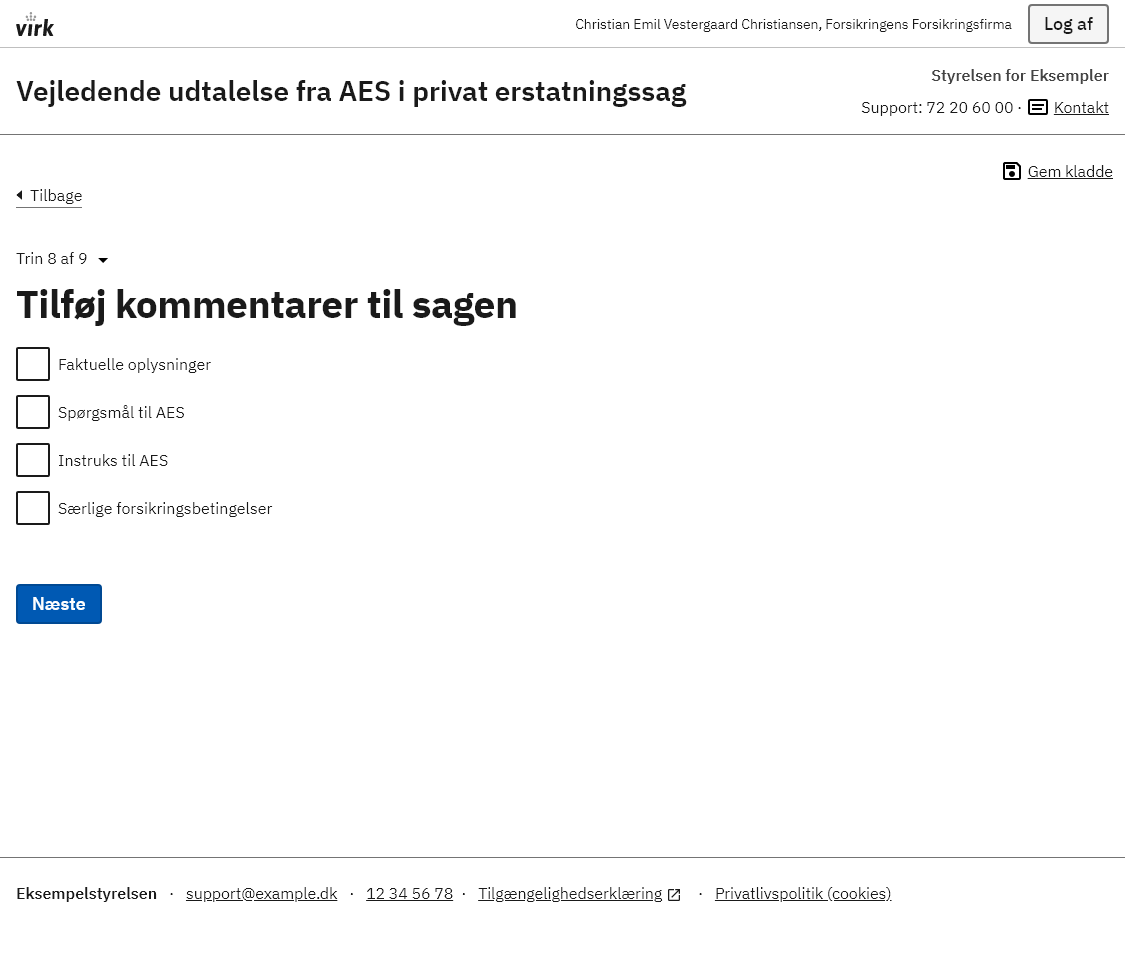 virk
Christian Emil Vestergaard Christiansen, Forsikringens Forsikringsfirma
Log af
Vejledende udtalelse fra AES i privat erstatningssag
Styrelsen for Eksempler
Support: 72 20 60 00 · Kontakt
Gem kladde
Tilbage
Trin 8 af 9
Tilføj kommentarer til sagen
Faktuelle oplysninger
Spørgsmål til AES
Instruks til AES
Særlige forsikringsbetingelser
Næste
Eksempelstyrelsen · support@example.dk · 12 34 56 78 · Tilgængelighedserklæring · Privatlivspolitik (cookies)